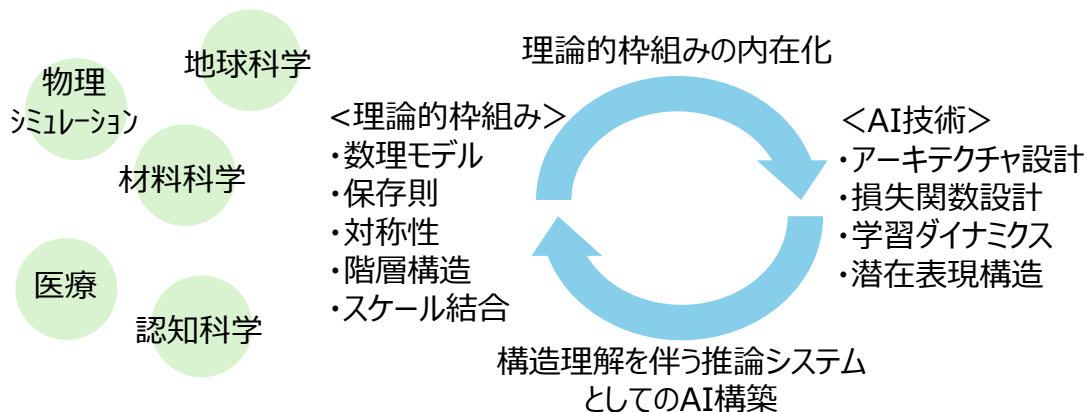 地球科学
物理
シミュレーション
材料科学
医療
認知科学
<理論的枠組み＞
・数理モデル
・保存則
・対称性
・階層構造
・スケール結合
理論的枠組みの内在化
＜AI技術＞
・アーキテクチャ設計
・損失関数設計
・学習ダイナミクス
・潜在表現構造
構造理解を伴う推論システム
としてのAI構築